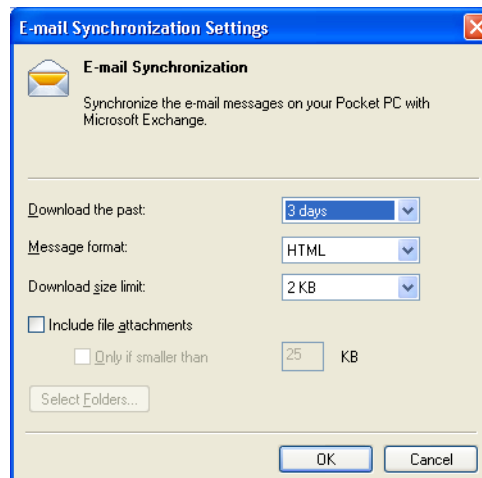 E-mail Synchronization Settings
E-mail Synchronization
Synchronize the e-mail messages on your Pocket PC with
Microsoft Exchange.
Download the past: 3 days
Message format: HTML
Download size limit: 2 KB
Include file attachments
Only if smaller than 25 KB
Select Folders...
OK Cancel